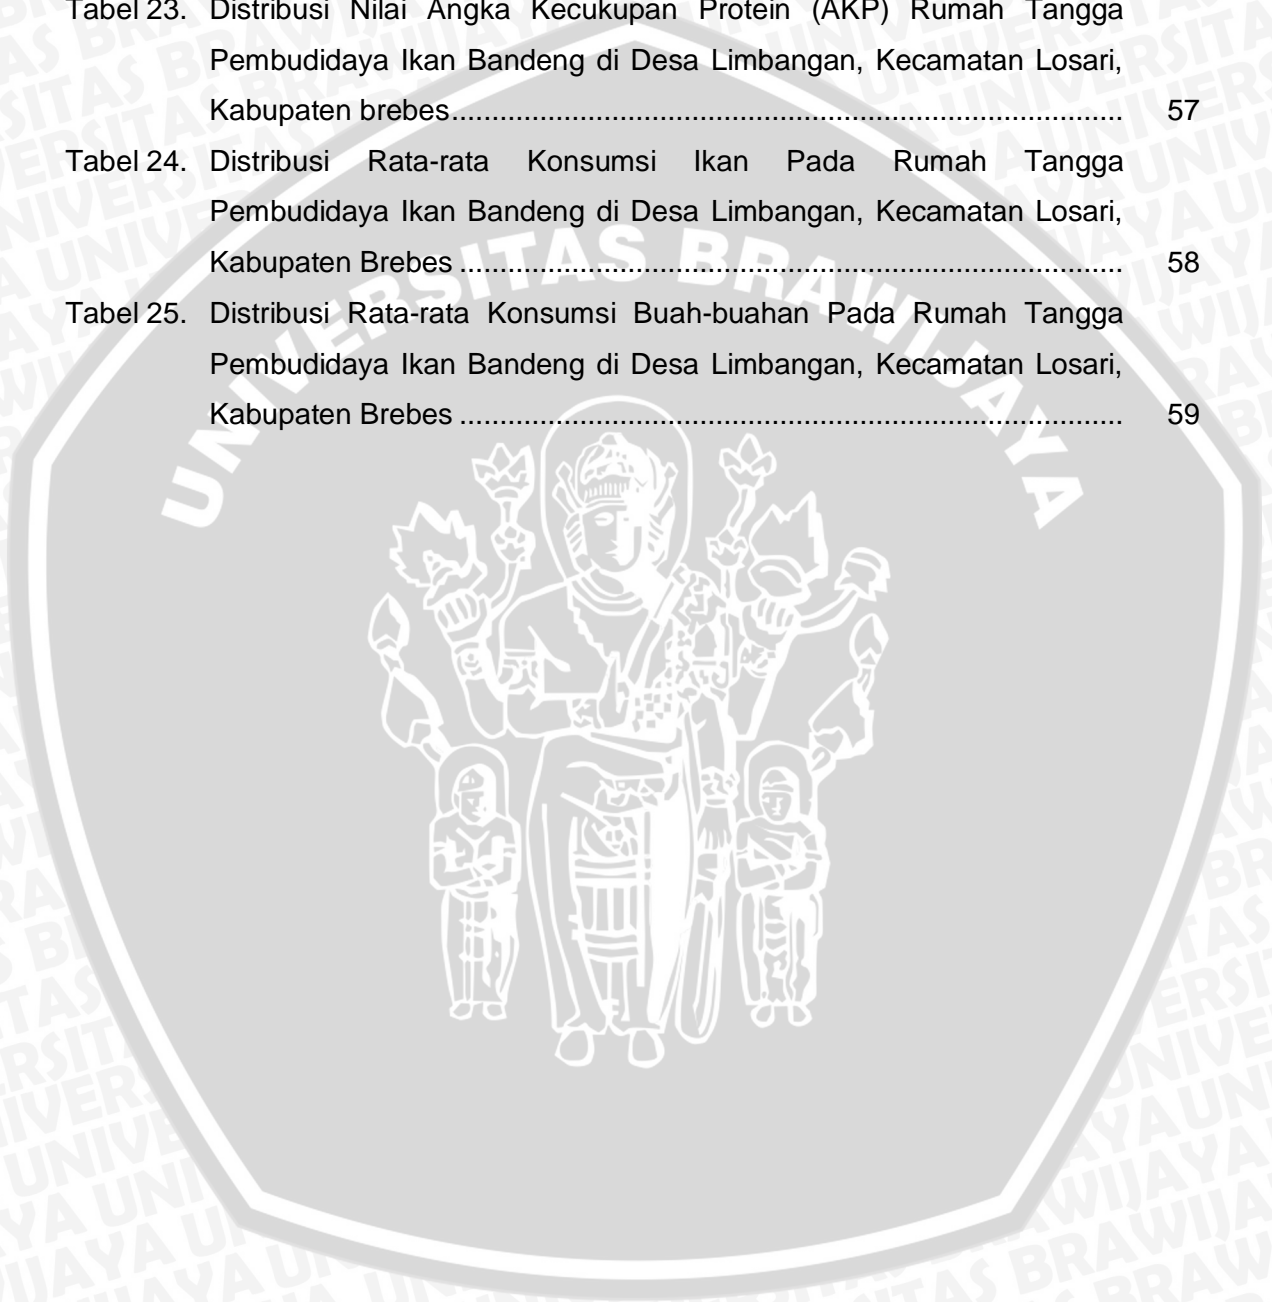 Tabel 23. Distribusi Nilai Angka Kecukupan Protein (AKP) Rumah Tangga
Pembudidaya Ikan Bandeng di Desa Limbangan, Kecamatan Losari,
Kabupaten brebes.......................................................................................... 57
Tabel 24. Distribusi Rata-rata Konsumsi Ikan Pada Rumah Tangga
Pembudidaya Ikan Bandeng di Desa Limbangan, Kecamatan Losari,
Kabupaten Brebes ........................................................................................ 58
Tabel 25. Distribusi Rata-rata Konsumsi Buah-buahan Pada Rumah Tangga
Pembudidaya Ikan Bandeng di Desa Limbangan, Kecamatan Losari,
Kabupaten Brebes ........................................................................................ 59
UNIVERSITAS BRAWIJAYA